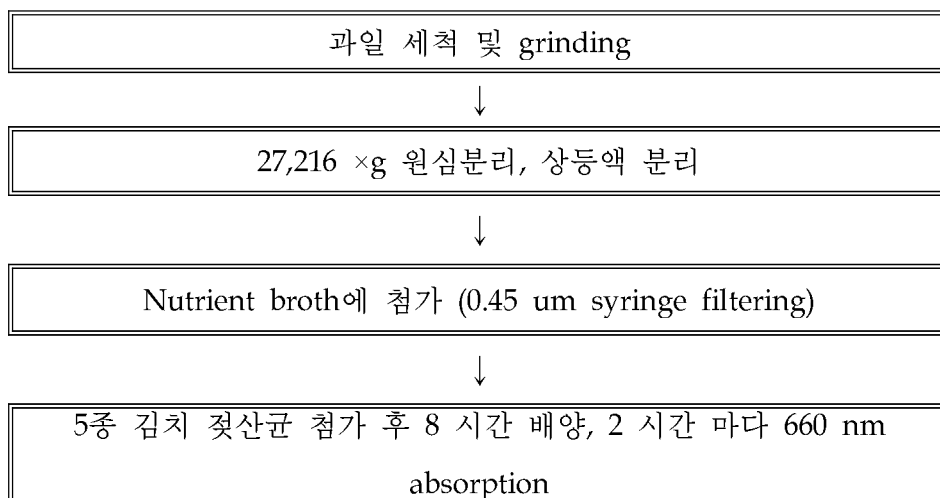 과일 세척 및 grinding
↓
27,216 ×g 원심분리, 상등액 분리
↓
Nutrient broth에 첨가 (0.45 um syringe filtering)
↓
5종 김치 젖산균 첨가 후 8 시간 배양, 2 시간 마다 660 nm
absorption